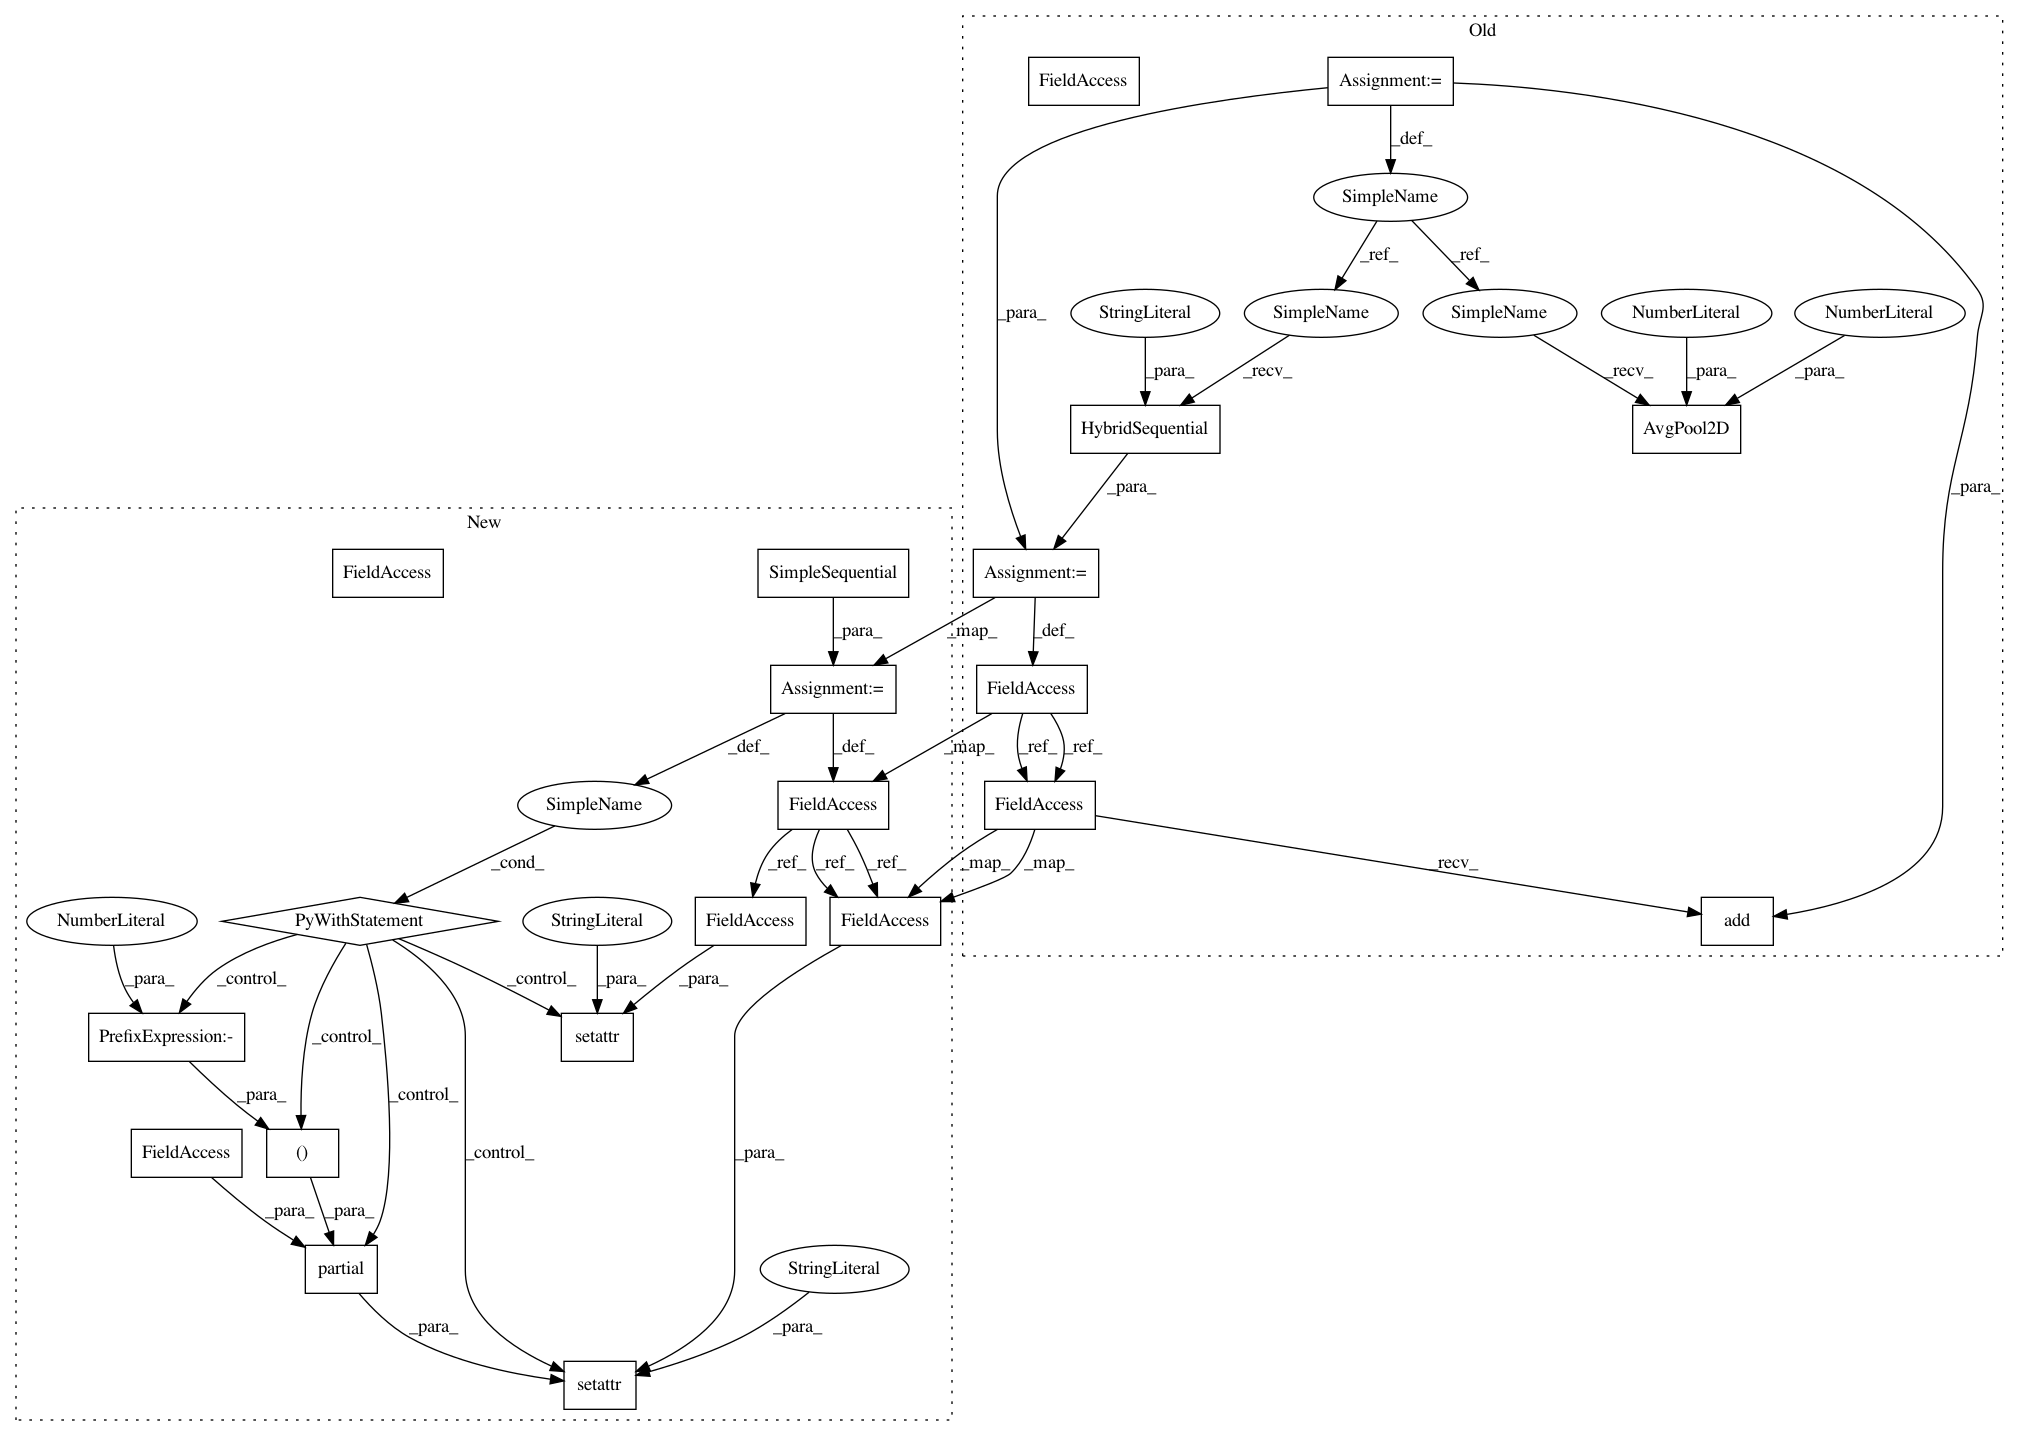 Old
FieldAccess
Assignment:=
_def_
SimpleName
_ref_
_ref_
_para_
StringLiteral
SimpleName
SimpleName
NumberLiteral
NumberLiteral
_para_
_recv_
_recv_
_para_
_para_
HybridSequential
AvgPool2D
_para_
_para_
New
FieldAccess
SimpleSequential
Assignment:=
_para_
_map_
_def_
Assignment:=
FieldAccess
_def_
_def_
_map_
_ref_
_ref_
SimpleName
FieldAccess
FieldAccess
_cond_
_ref_
_ref_
_ref_
_map_
_map_
_recv_
NumberLiteral
PyWithStatement
StringLiteral
FieldAccess
FieldAccess
add
_para_
_control_
_control_
_para_
_para_
PrefixExpression:-
_control_
setattr
_para_
_control_
FieldAccess
()
_control_
_para_
_para_
_para_
partial
StringLiteral
_para_
_para_
setattr